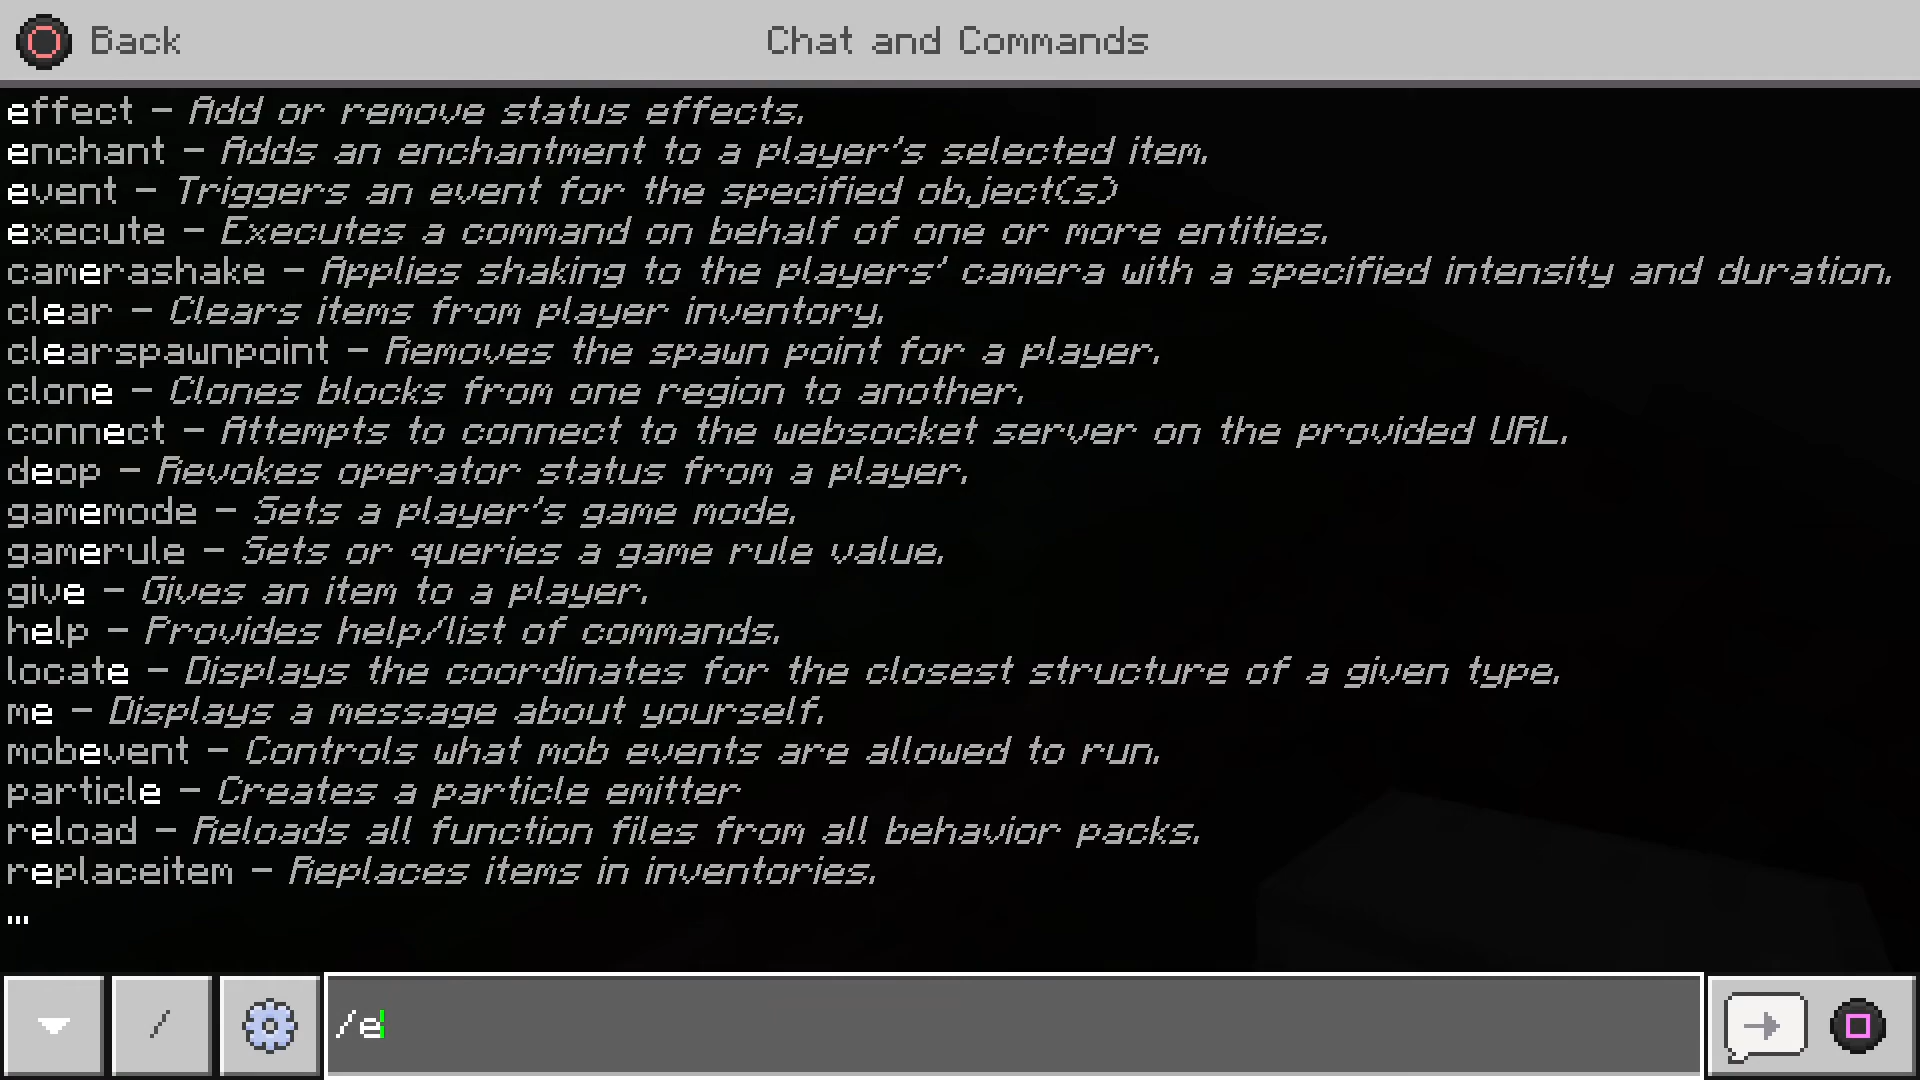 Back
Chat and Commands
effect - Add or remove status effects.
enchant - Adds an enchantment to a player's selected item.
event - Triggers an event for the specified object(s)
execute - Executes a command on behalf of one or more entities.
camerashake - Applies shaking to the players' camera with a specified intensity and duration.
clear - Clears items from player inventory.
clearspawnpoint - Removes the spawn point for a player.
clone - Clones blocks from one region to another.
connect - Attempts to connect to the websocket server on the provided URL.
deop - Revokes operator status from a player.
gamemode - Sets a player's game mode.
gamerule - Sets or queries a game rule value.
give - Gives an item to a player.
help - Provides help/list of commands.
locate - Displays the coordinates for the closest structure of a given type.
me - Displays a message about yourself.
mobevent - Controls what mob events are allowed to run.
particle - Creates a particle emitter
reload - Reloads all function files from all behavior packs.
replaceitem - Replaces items in inventories.
...
/
/e